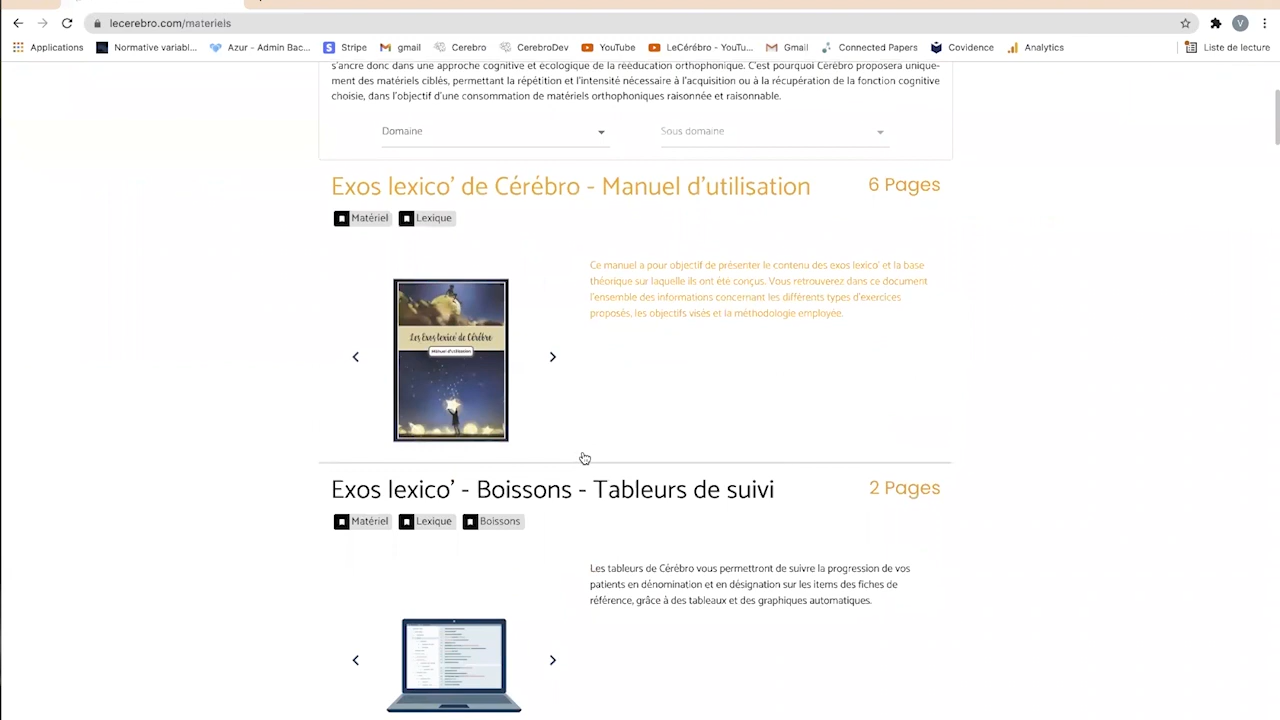 lecerebro.com/materiels
V
Applications
Normative variabl...
Azur - Admin Bac...
Stripe
gmail
Cerebro
CerebroDev
YouTube
LeCérébro - YouTu...
Gmail
Connected Papers
Covidence
Analytics
Liste de lecture
s'ancre donc dans une approche cognitive et écologique de la rééducation orthophonique. C'est pourquoi Cérébro proposera unique-
ment des matériels ciblés, permettant la répétition et l'intensité nécessaire à l'acquisition ou à la récupération de la fonction cognitive
choisie, dans l'objectif d'une consommation de matériels orthophoniques raisonnée et raisonnable.
Domaine
Sous domaine
Exos lexico' de Cérébro - Manuel d'utilisation
6 Pages
Matériel
Lexique
Ce manuel a pour objectif de présenter le contenu des exos lexico' et la base
théorique sur laquelle ils ont été conçus. Vous retrouverez dans ce document
l'ensemble des informations concernant les différents types d'exercices
proposés, les objectifs visés et la méthodologie employée.
Les Exos lexico' de Cérébro
Manuel d'utilisation
Exos lexico' - Boissons - Tableurs de suivi
2 Pages
Matériel
Lexique
Boissons
Les tableurs de Cérébro vous permettront de suivre la progression de vos
patients en dénomination et en désignation sur les items des fiches de
référence, grâce à des tableaux et des graphiques automatiques.